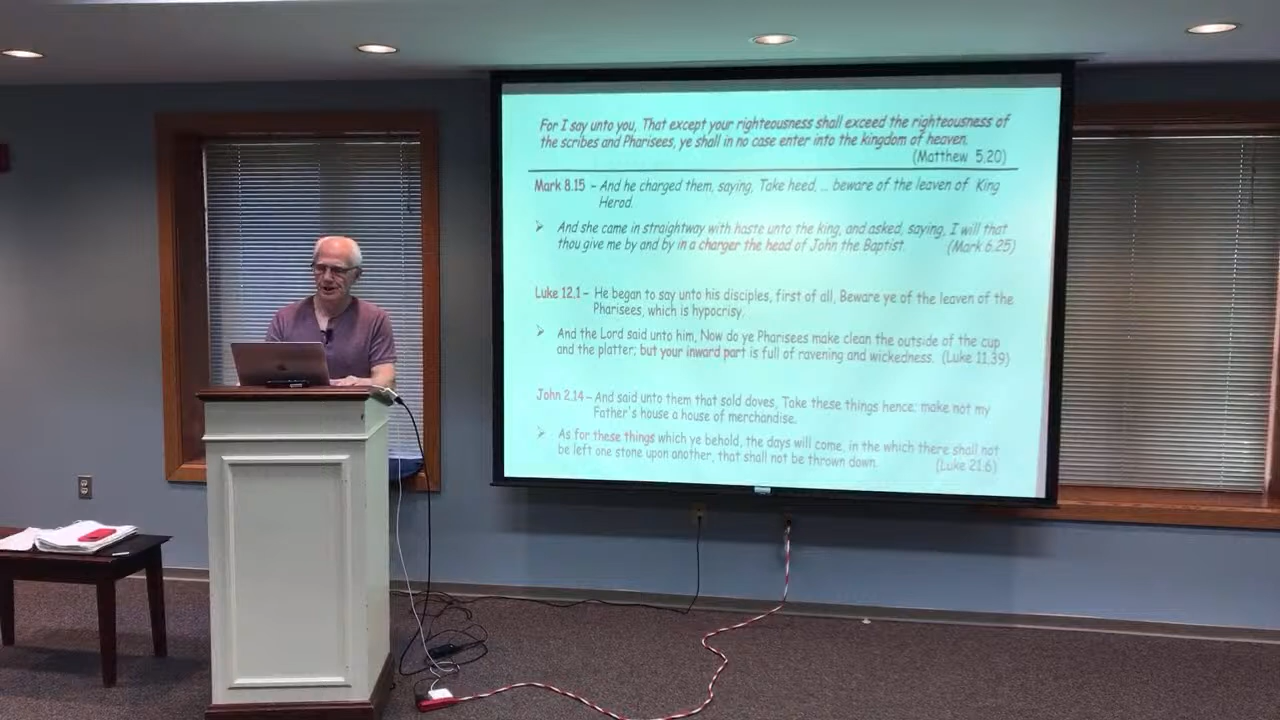 For I say unto you, That except your righteousness shall exceed the righteousness of
the scribes and Pharisees, ye shall in no case enter into the kingdom of heaven.
(Matthew 5.20)
Mark 8.15 – And he charged them, saying, Take heed, ... beware of the leaven of King
Herod.
➢ And she came in straightway with haste unto the king, and asked, saying, I will that
thou give me by and by in a charger the head of John the Baptist. (Mark 6.25)
Luke 12.1 – He began to say unto his disciples, first of all, Beware ye of the leaven of the
Pharisees, which is hypocrisy.
➢ And the Lord said unto him, Now do ye Pharisees make clean the outside of the cup
and the platter; but your inward part is full of ravening and wickedness. (Luke 11.39)
John 2.14 – And said unto them that sold doves, Take these things hence; make not my
Father's house a house of merchandise.
➢ As for these things which ye behold, the days will come, in the which there shall not
be left one stone upon another, that shall not be thrown down. (Luke 21.6)